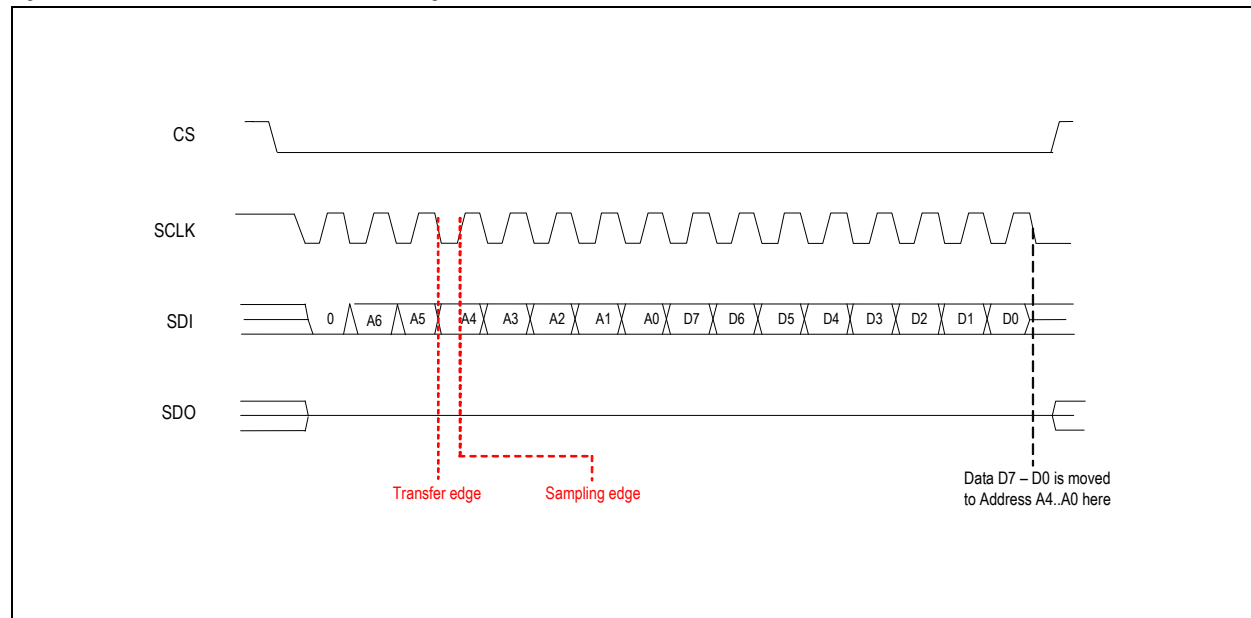 CS
SCLK
SDI
0 A6 A5 A4 A3 A2 A1 A0 D7 D6 D5 D4 D3 D2 D1 D0
SDO
Transfer edge
Sampling edge
Data D7 – D0 is moved
to Address A4..A0 here